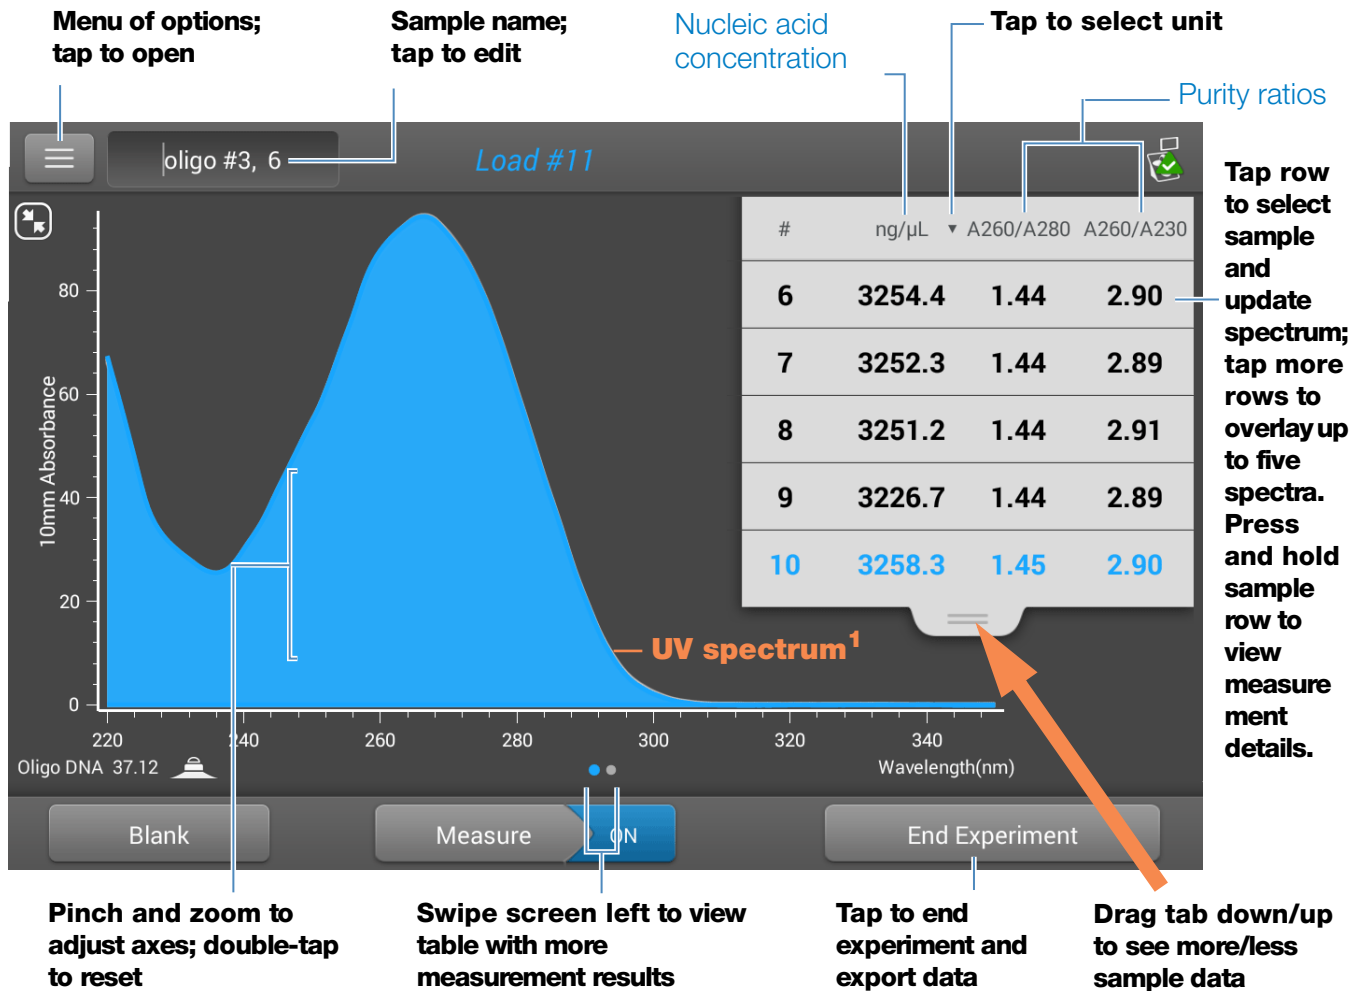 Menu of options;
tap to open
Sample name;
tap to edit
Nucleic acid
concentration
Tap to select unit
Purity ratios
oligo #3, 6
Load #11
# ng/µL ▼ A260/A280 A260/A230
6 3254.4 1.44 2.90
7 3252.3 1.44 2.89
8 3251.2 1.44 2.91
9 3226.7 1.44 2.89
10 3258.3 1.45 2.90
Tap row
to select
sample
and
update
spectrum;
tap more
rows to
overlay up
to five
spectra.
Press
and hold
sample
row to
view
measure
ment
details.
10mm Absorbance
80
60
40
20
0
UV spectrum1
220 240 260 280 300 320 340
Oligo DNA 37.12
Wavelength(nm)
Blank
Measure
ON
End Experiment
Pinch and zoom to
adjust axes; double-tap
to reset
Swipe screen left to view
table with more
measurement results
Tap to end
experiment and
export data
Drag tab down/up
to see more/less
sample data